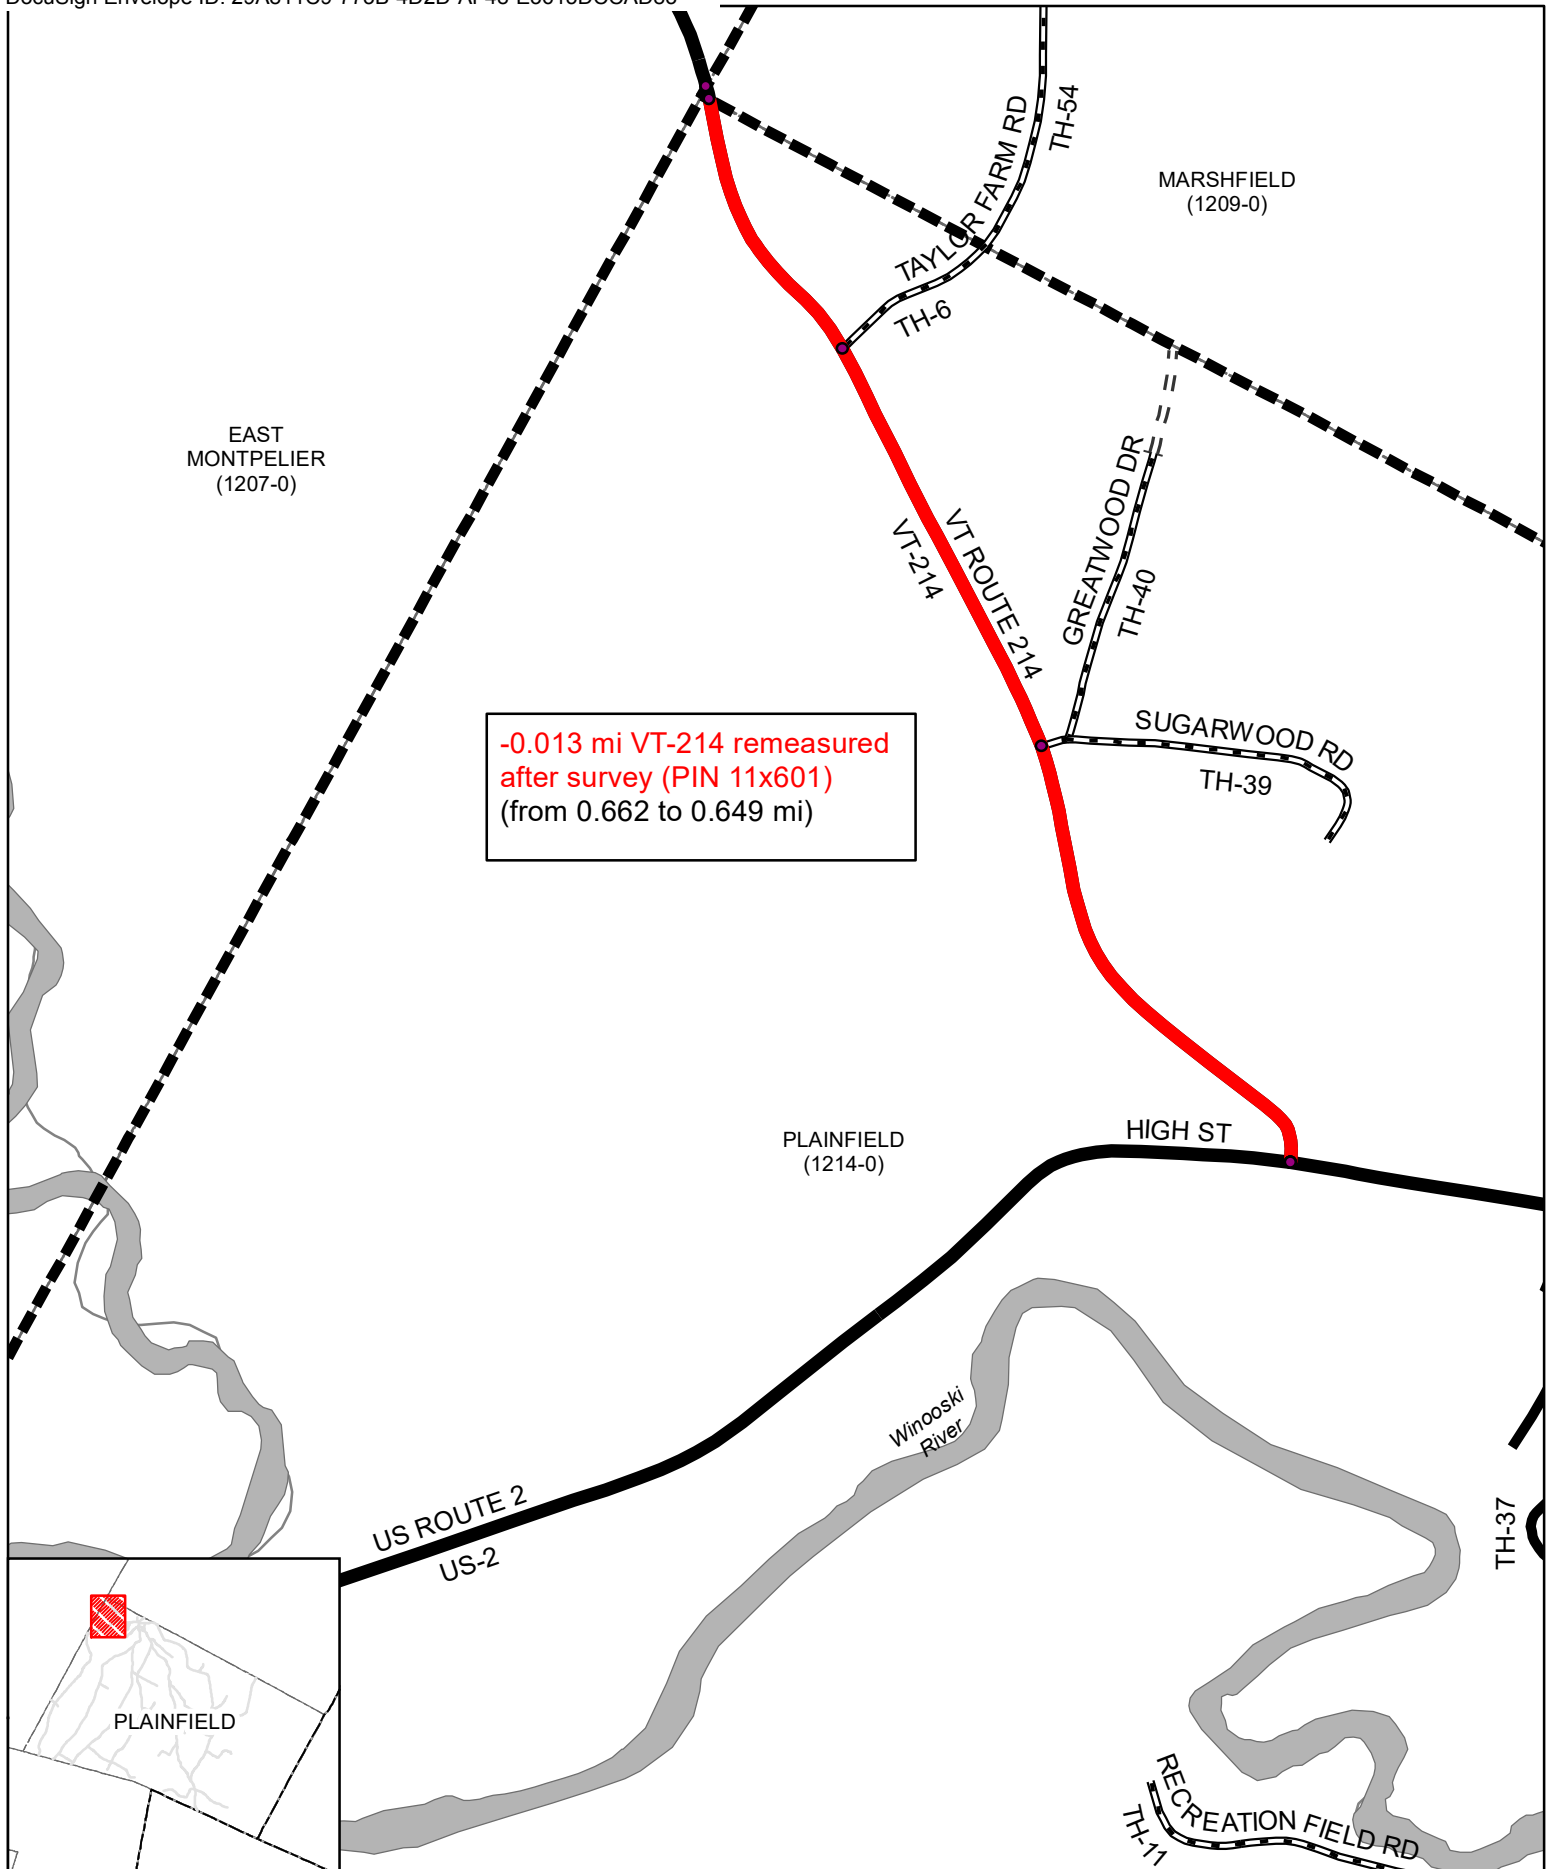 TH-54
TAYLOR FARM RD
MARSHFIELD
(1209-0)
TH-6
EAST
MONTPELIER
(1207-0)
GREATWOOD DR
VT ROUTE 214
VT-214
TH-40
SUGARWOOD RD
TH-39
-0.013 mi VT-214 remeasured
after survey (PIN 11x601)
(from 0.662 to 0.649 mi)
HIGH ST
PLAINFIELD
(1214-0)
Winooski
River
US ROUTE 2
US-2
TH-37
PLAINFIELD
RECREATION FIELD RD
TH-11